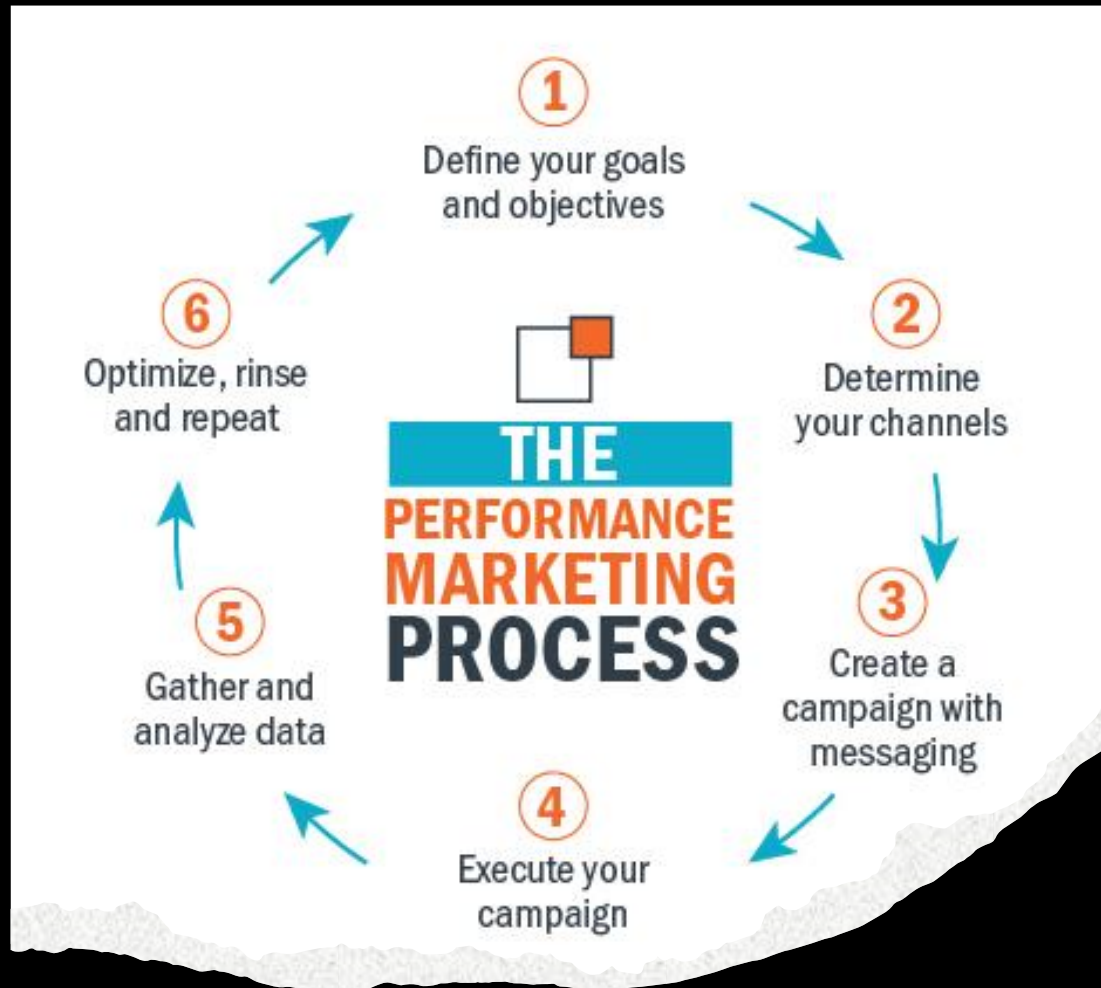 1
Define your goals
and objectives
2
Determine
your channels
3
Create a
campaign with
messaging
4
Execute your
campaign
5
Gather and
analyze data
6
Optimize, rinse
and repeat
THE
PERFORMANCE
MARKETING
PROCESS